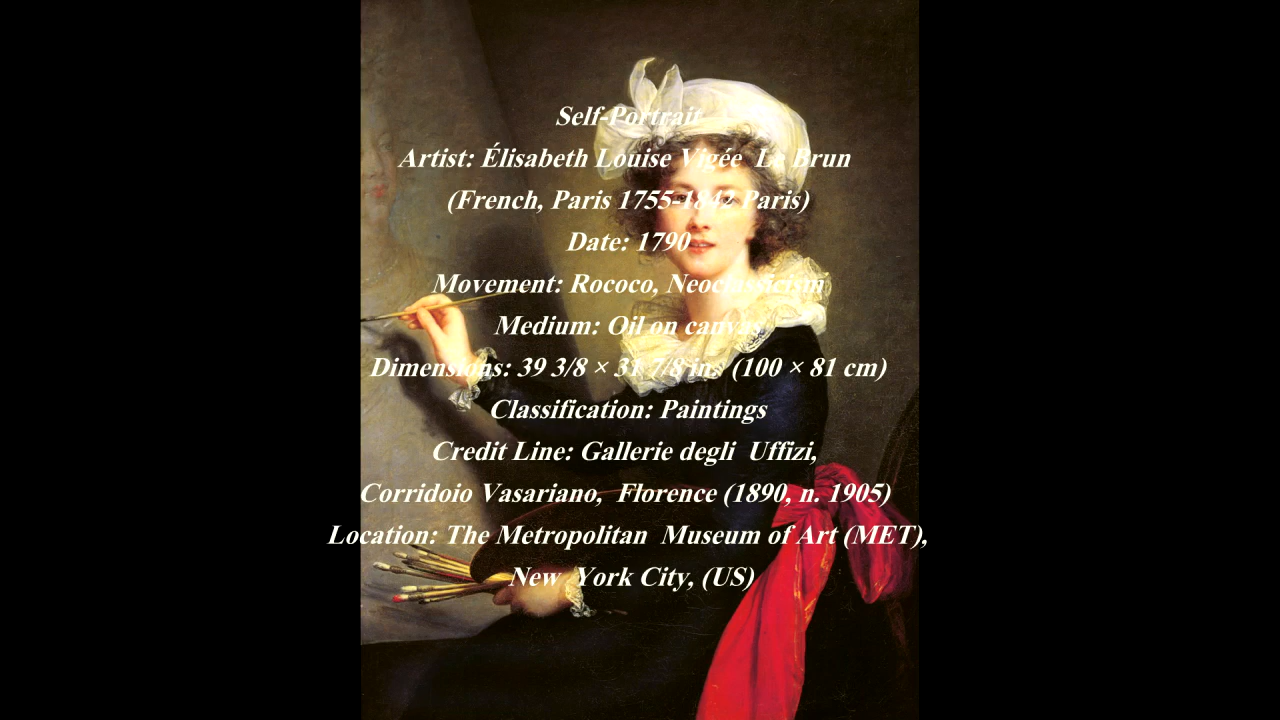 Self-Portrait
Artist: Élisabeth Louise Vigée Le Brun
(French, Paris 1755-1842 Paris)
Date: 1790
Movement: Rococo, Neoclassicism
Medium: Oil on canvas
Dimensions: 39 3/8 × 31 7/8 in. (100 × 81 cm)
Classification: Paintings
Credit Line: Gallerie degli Uffizi,
Corridoio Vasariano, Florence (1890, n. 1905)
Location: The Metropolitan Museum of Art (MET),
New York City, (US)